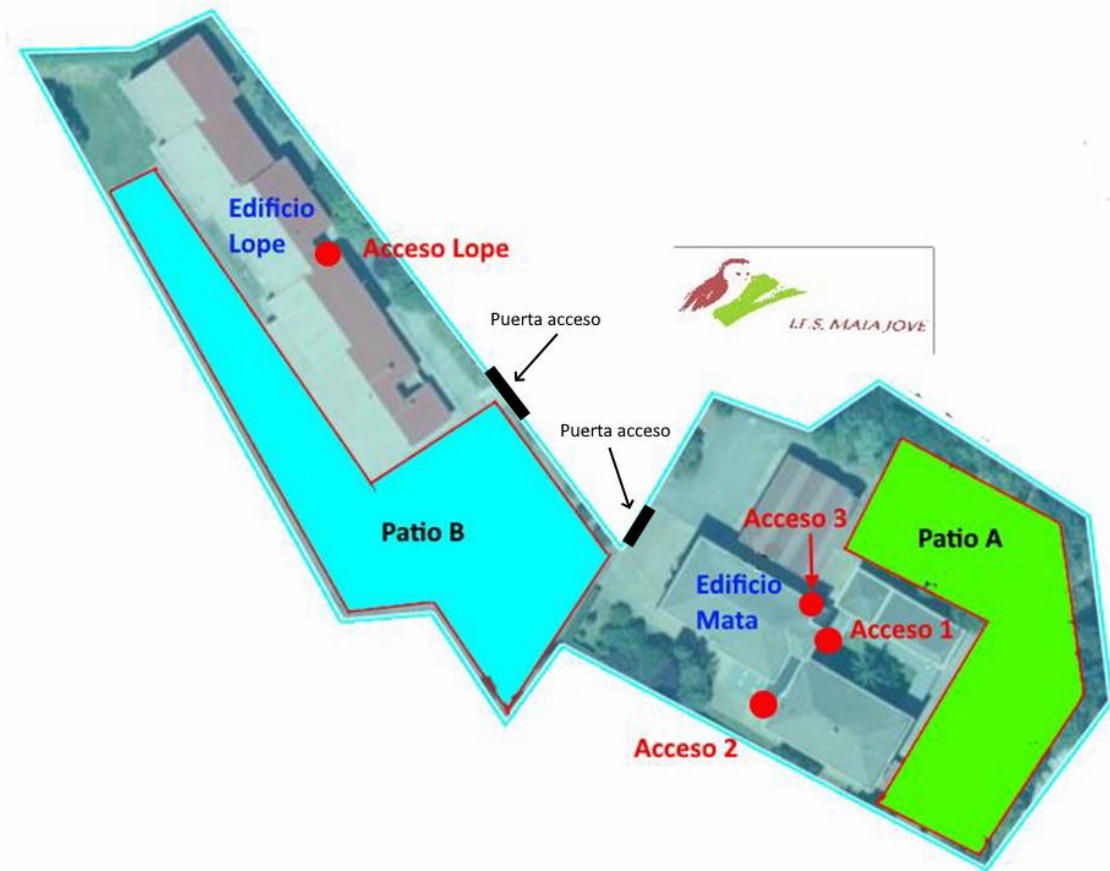 Edificio
Lope
Acceso Lope
Puerta acceso
I.E.S. MATA JOVE
Puerta acceso
Patio B
Acceso 3
Patio A
Edificio
Mata
Acceso 1
Acceso 2